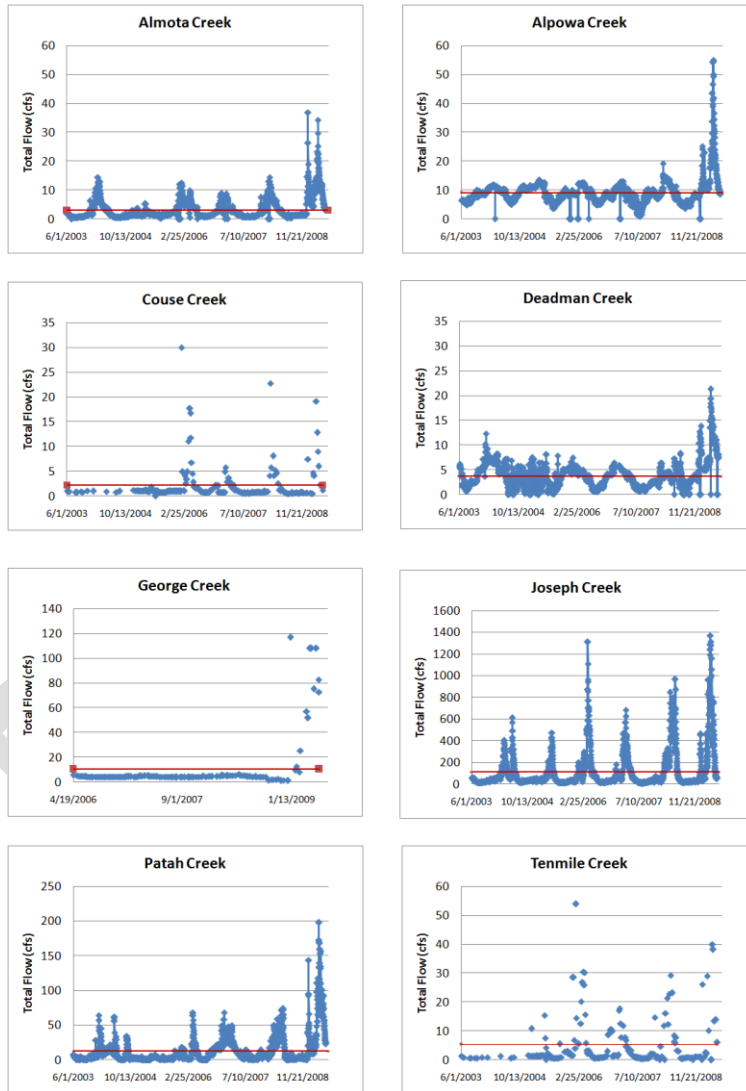 Almota Creek
Total Flow (cfs)
60
50
40
30
20
10
0
6/1/2003 10/13/2004 2/25/2006 7/10/2007 11/21/2008
Alpowa Creek
Total Flow (cfs)
60
50
40
30
20
10
0
6/1/2003 10/13/2004 2/25/2006 7/10/2007 11/21/2008
Couse Creek
Total Flow (cfs)
35
30
25
20
15
10
5
0
6/1/2003 10/13/2004 2/25/2006 7/10/2007 11/21/2008
Deadman Creek
Total Flow (cfs)
35
30
25
20
15
10
5
0
6/1/2003 10/13/2004 2/25/2006 7/10/2007 11/21/2008
George Creek
Total Flow (cfs)
140
120
100
80
60
40
20
0
4/19/2006 9/1/2007 1/13/2009
Joseph Creek
Total Flow (cfs)
1600
1400
1200
1000
800
600
400
200
0
6/1/2003 10/13/2004 2/25/2006 7/10/2007 11/21/2008
Patah Creek
Total Flow (cfs)
250
200
150
100
50
0
6/1/2003 10/13/2004 2/25/2006 7/10/2007 11/21/2008
Tenmile Creek
Total Flow (cfs)
60
50
40
30
20
10
0
6/1/2003 10/13/2004 2/25/2006 7/10/2007 11/21/2008